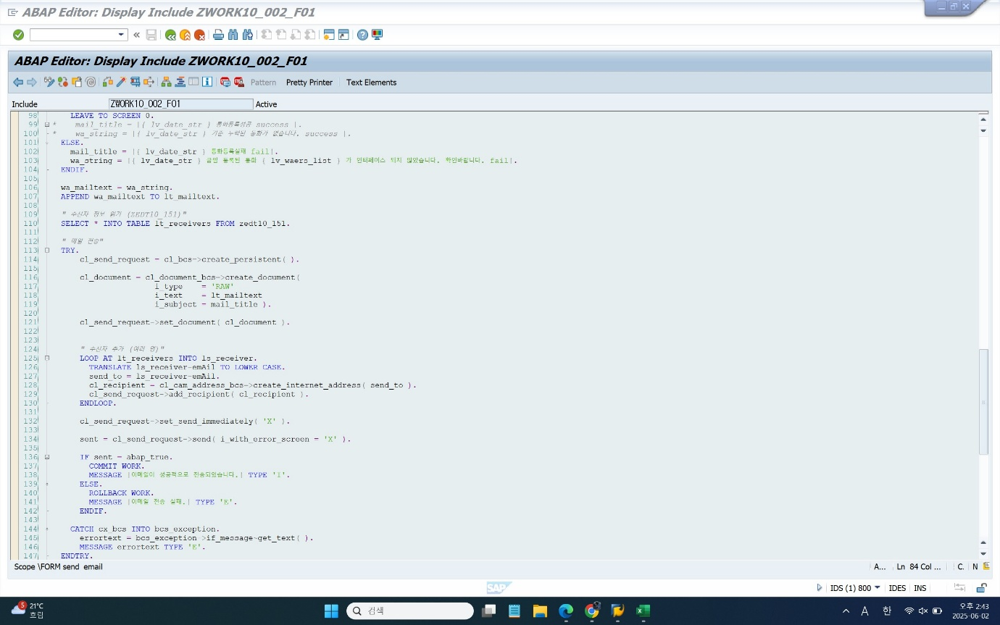 ABAP Editor: Display Include ZWORK10_002_F01
ABAP Editor: Display Include ZWORK10_002_F01
Pattern Pretty Printer Text Elements
Include ZWORK10_002_F01 Active
98 LEAVE TO SCREEN 0.
99 * mail_title = |{ lv_date_str } 통화등록성공 success |.
100 * wa_string = |{ lv_date_str } 기준 누락된 통화가 없습니다. success |.
101 ELSE.
102 mail_title = |{ lv_date_str } 통화등록실패 fail|.
103 wa_string = |{ lv_date_str } 금일 등록된 통화 { lv_waers_list } 가 인터페이스 되지 않았습니다. 확인바랍니다. fail|.
104 ENDIF.
105
106 wa_mailtext = wa_string.
107 APPEND wa_mailtext TO lt_mailtext.
108
109 " 수신자 정보 읽기 (ZEDT10_151)"
110 SELECT * INTO TABLE lt_receivers FROM zedt10_151.
111
112 " 메일 전송"
113 TRY.
114 cl_send_request = cl_bcs=>create_persistent( ).
115
116 cl_document = cl_document_bcs=>create_document(
117 i_type = 'RAW'
118 i_text = lt_mailtext
119 i_subject = mail_title ).
120
121 cl_send_request->set_document( cl_document ).
122
123
124 " 수신자 추가 (여러 명)"
125 LOOP AT lt_receivers INTO ls_receiver.
126 TRANSLATE ls_receiver-emAil TO LOWER CASE.
127 send_to = ls_receiver-emAil.
128 cl_recipient = cl_cam_address_bcs=>create_internet_address( send_to ).
129 cl_send_request->add_recipient( cl_recipient ).
130 ENDLOOP.
131
132 cl_send_request->set_send_immediately( 'X' ).
133
134 sent = cl_send_request->send( i_with_error_screen = 'X' ).
135
136 IF sent = abap_true.
137 COMMIT WORK.
138 MESSAGE |이메일이 성공적으로 전송되었습니다.| TYPE 'I'.
139 ELSE.
140 ROLLBACK WORK.
141 MESSAGE |이메일 전송 실패.| TYPE 'E'.
142 ENDIF.
143
144 CATCH cx_bcs INTO bcs_exception.
145 errortext = bcs_exception->if_message~get_text( ).
146 MESSAGE errortext TYPE 'E'.
147 ENDTRY.
Scope \FORM send_email A... Ln 84 Col ... C. N
SAP IDS (1) 800 IDES INS
5 21°C
흐림
검색
A 한
오후 2:43
2025-06-02